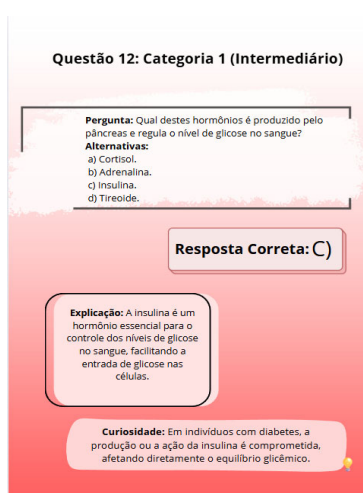 Questão 12: Categoria 1 (Intermediário)
Pergunta: Qual destes hormônios é produzido pelo
pâncreas e regula o nível de glicose no sangue?
Alternativas:
a) Cortisol.
b) Adrenalina.
c) Insulina.
d) Tireoide.
Resposta Correta: C)
Explicação: A insulina é um
hormônio essencial para o
controle dos níveis de glicose
no sangue, facilitando a
entrada de glicose nas
células.
Curiosidade: Em indivíduos com diabetes, a
produção ou a ação da insulina é comprometida,
afetando diretamente o equilíbrio glicêmico.